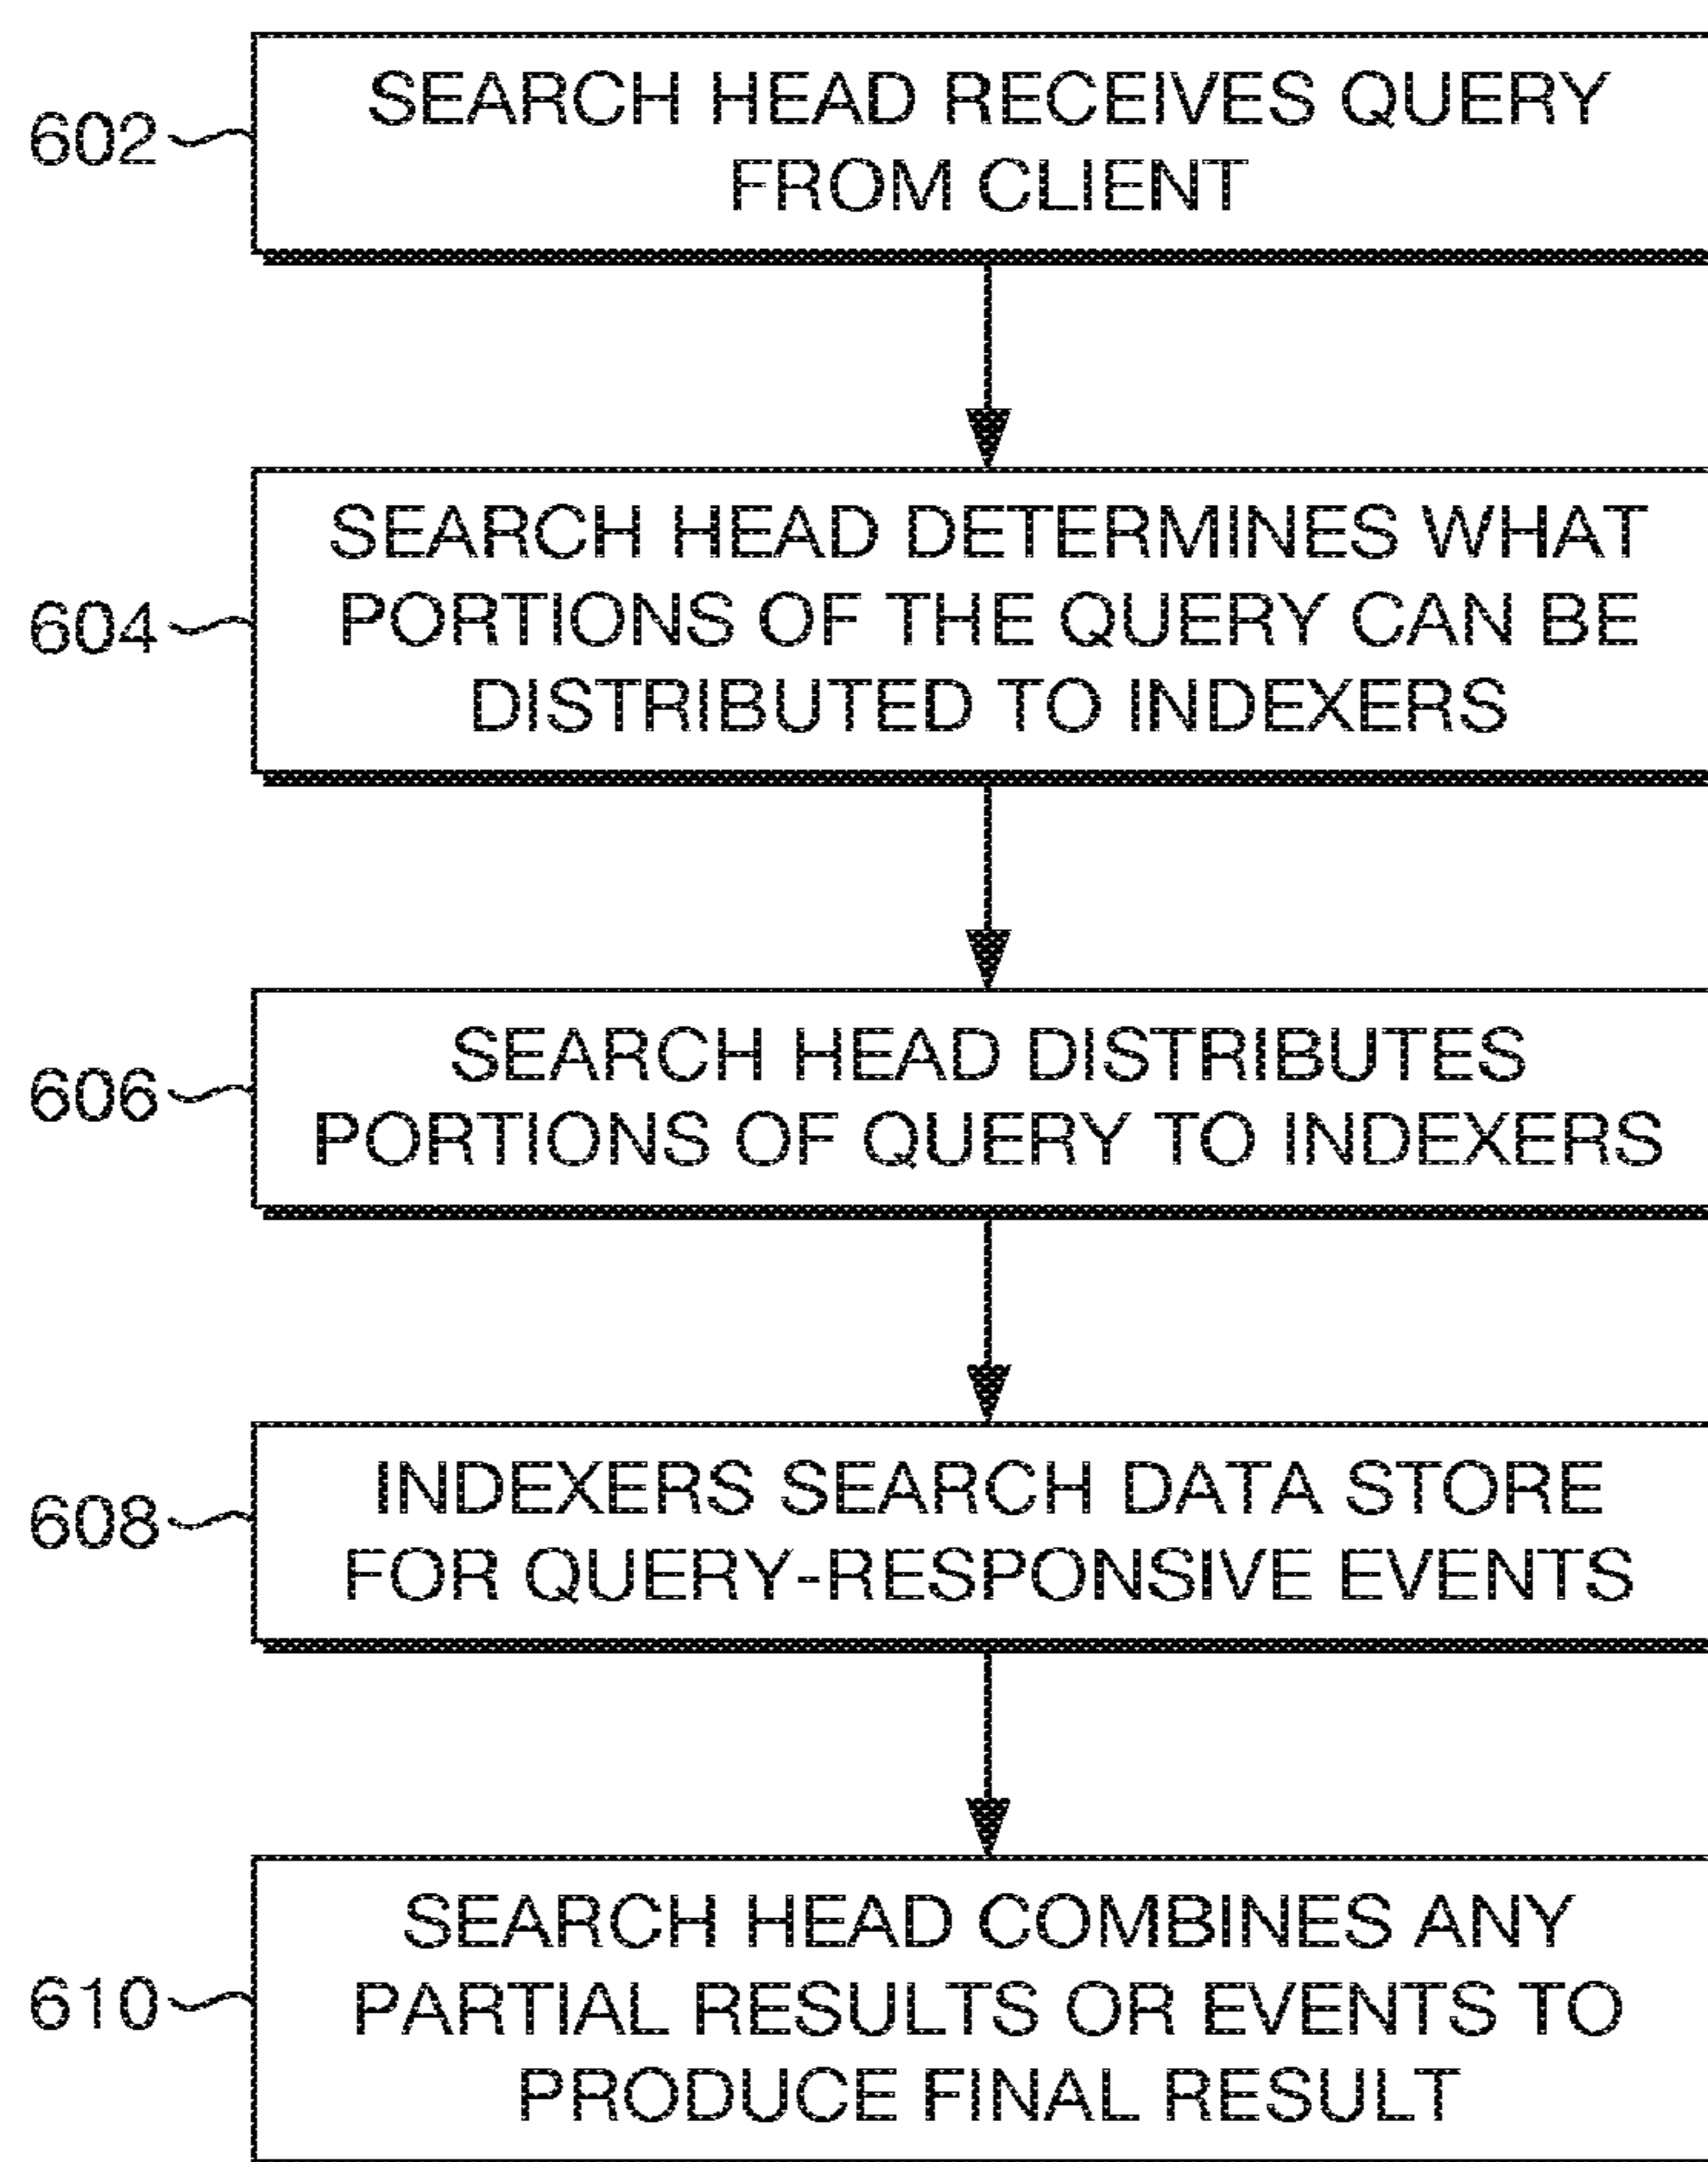 602
SEARCH HEAD RECEIVES QUERY
FROM CLIENT
604
SEARCH HEAD DETERMINES WHAT
PORTIONS OF THE QUERY CAN BE
DISTRIBUTED TO INDEXERS
606
SEARCH HEAD DISTRIBUTES
PORTIONS OF QUERY TO INDEXERS
608
INDEXERS SEARCH DATA STORE
FOR QUERY-RESPONSIVE EVENTS
610
SEARCH HEAD COMBINES ANY
PARTIAL RESULTS OR EVENTS TO
PRODUCE FINAL RESULT